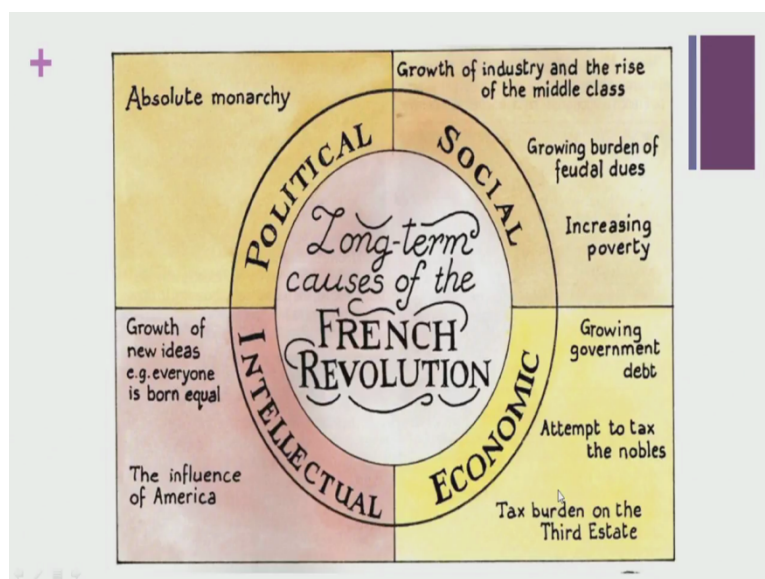 +
Absolute monarchy
POLITICAL
Growth of industry and the rise
of the middle class
Growing burden of
feudal dues
Increasing
poverty
SOCIAL
Long-term
causes of the
FRENCH
REVOLUTION
Growth of
new ideas
e.g. everyone
is born equal
The influence
of America
INTELLECTUAL
Growing
government
debt
Attempt to tax
the nobles
Tax burden on the
Third Estate
ECONOMIC